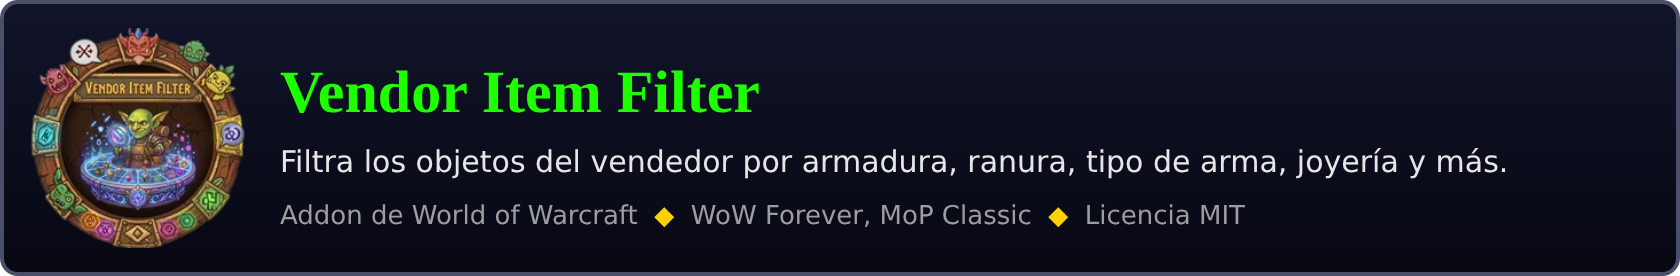 VENDOR ITEM FILTER
Vendor Item Filter
Filtra los objetos del vendedor por armadura, ranura, tipo de arma, joyería y más.
Addon de World of Warcraft ◆ WoW Forever, MoP Classic ◆ Licencia MIT